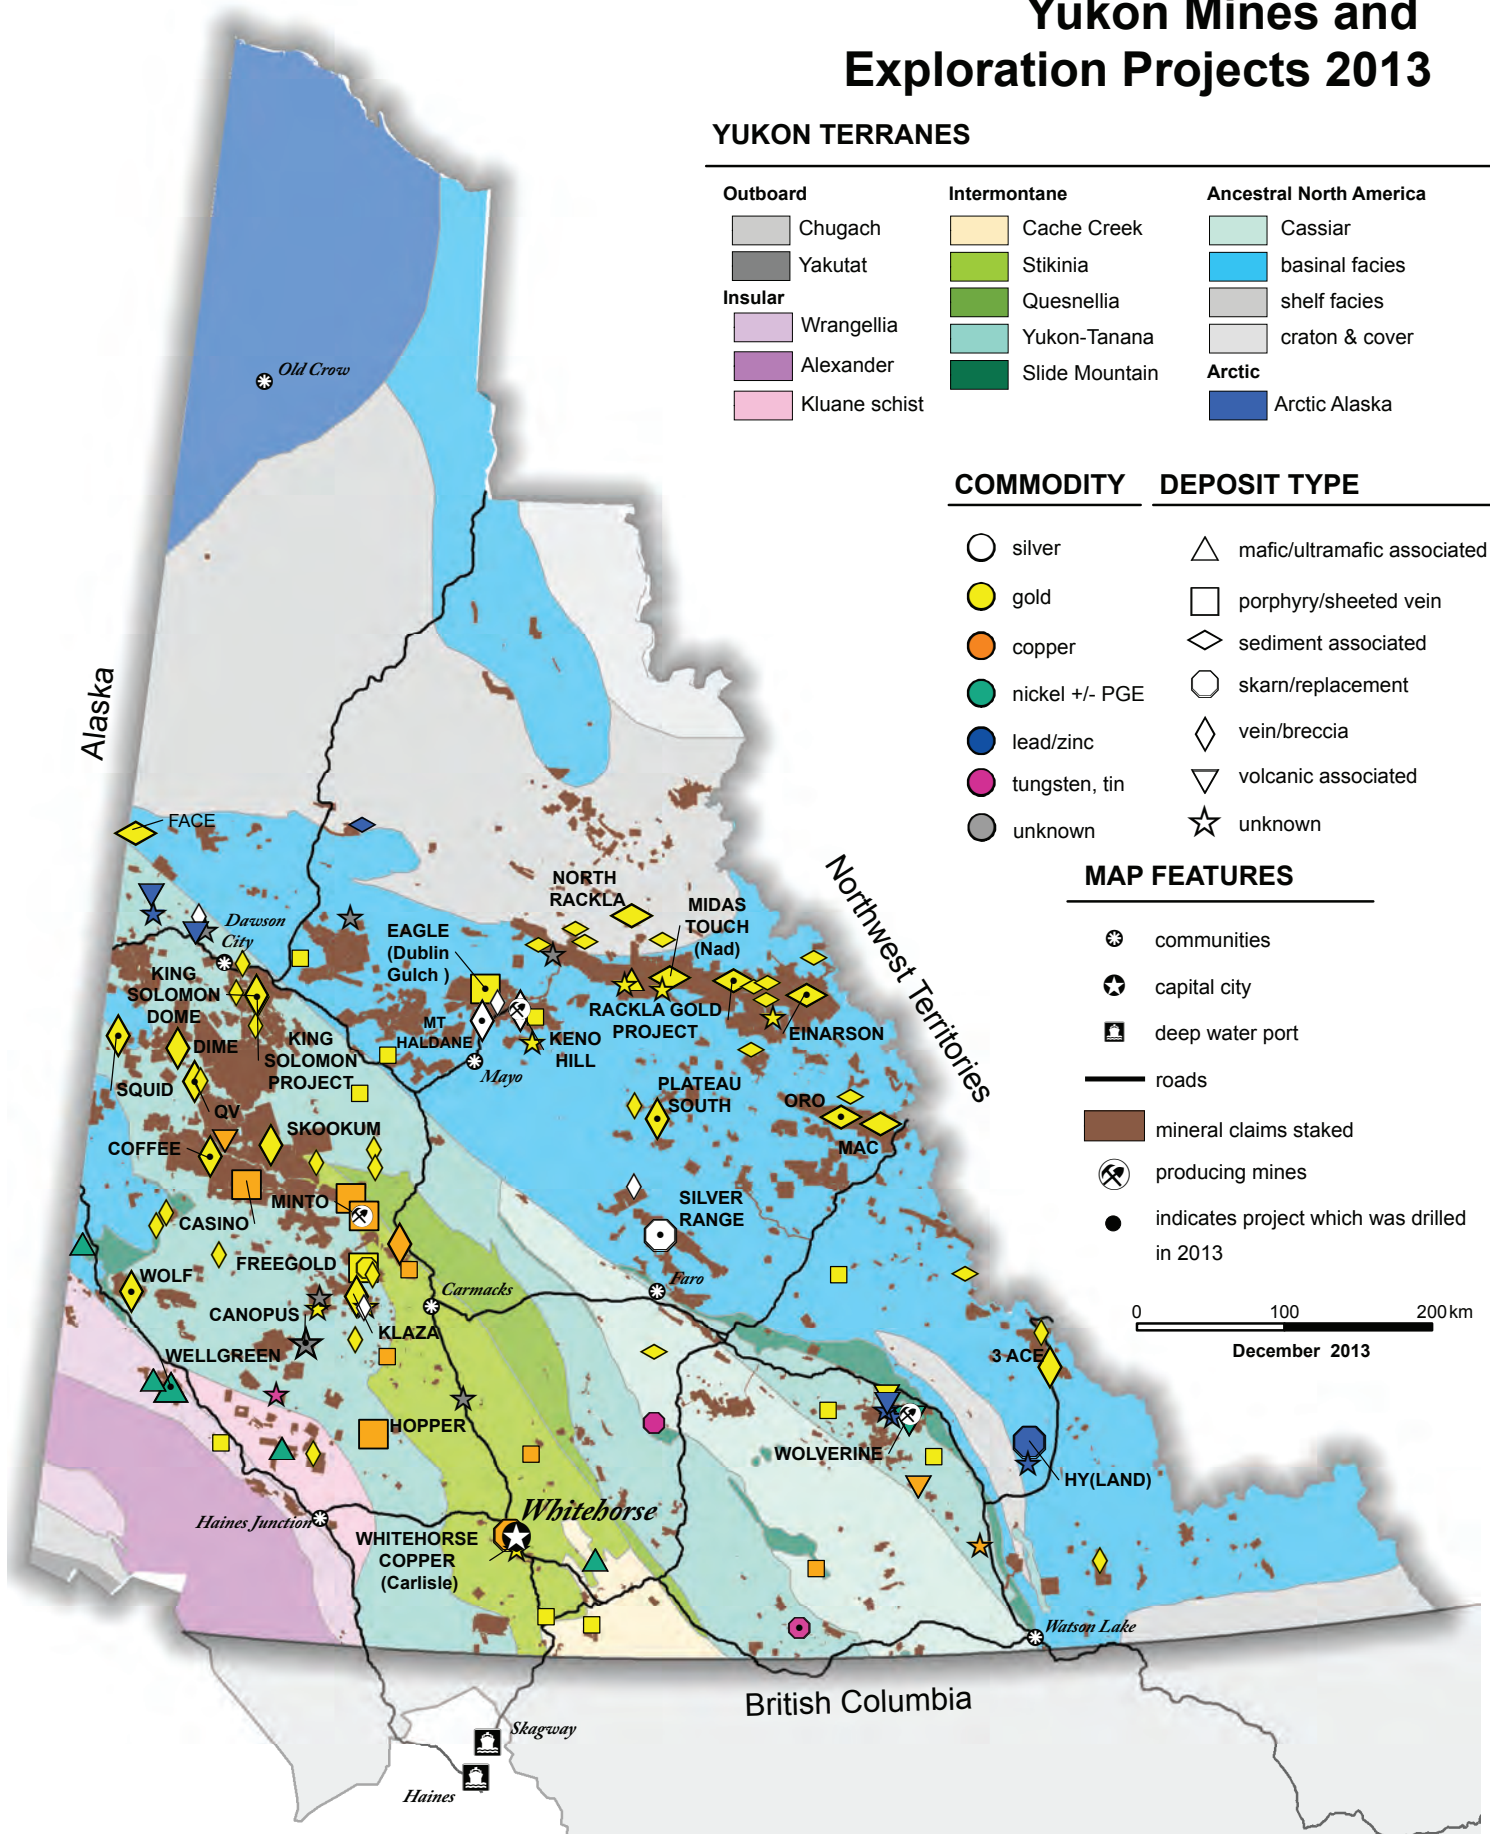 Yukon Mines and
Exploration Projects 2013
YUKON TERRANES
Outboard
Chugach
Yakutat
Insular
Wrangellia
Alexander
Kluane schist
Intermontane
Cache Creek
Stikinia
Quesnellia
Yukon-Tanana
Slide Mountain
Ancestral North America
Cassiar
basinal facies
shelf facies
craton & cover
Arctic
Arctic Alaska
COMMODITY
silver
gold
copper
nickel +/- PGE
lead/zinc
tungsten, tin
unknown
DEPOSIT TYPE
mafic/ultramafic associated
porphyry/sheeted vein
sediment associated
skarn/replacement
vein/breccia
volcanic associated
unknown
MAP FEATURES
communities
capital city
deep water port
roads
mineral claims staked
producing mines
indicates project which was drilled
in 2013
0 100 200 km
December 2013
Old Crow
Alaska
Northwest Territories
FACE
Dawson
City
NORTH
RACKLA
MIDAS
TOUCH
(Nad)
EAGLE
(Dublin
Gulch )
KING
SOLOMON
DOME
RACKLA GOLD
PROJECT
EINARSON
MT
HALDANE
KENO
HILL
DIME
KING
SOLOMON
PROJECT
Mayo
SQUID
QV
PLATEAU
SOUTH
ORO
MAC
SKOOKUM
COFFEE
MINTO
CASINO
SILVER
RANGE
FREEGOLD
WOLF
Carmacks
Faro
CANOPUS
KLAZA
WELLGREEN
3 ACE
HOPPER
WOLVERINE
HY(LAND)
Haines Junction
Whitehorse
WHITEHORSE
COPPER
(Carlisle)
Watson Lake
British Columbia
Skagway
Haines